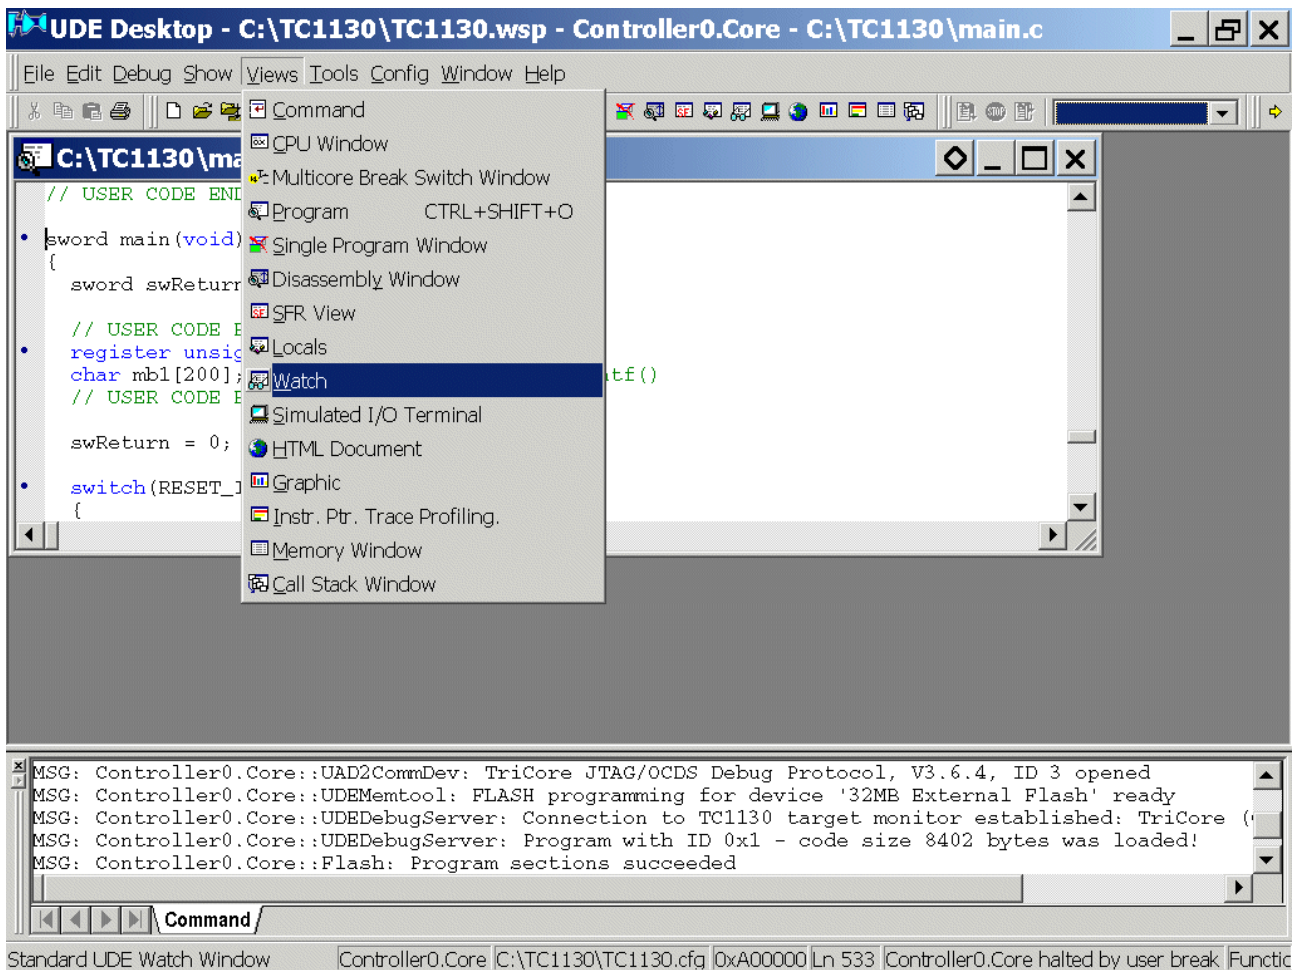 UDE Desktop - C:\TC1130\TC1130.wsp - Controller0.Core - C:\TC1130\main.c
File Edit Debug Show Views Tools Config Window Help
Command
CPU Window
Multicore Break Switch Window
Program CTRL+SHIFT+O
Single Program Window
Disassembly Window
SFR View
Locals
Watch
Simulated I/O Terminal
HTML Document
Graphic
Instr. Ptr. Trace Profiling.
Memory Window
Call Stack Window
C:\TC1130\ma
// USER CODE END
sword main(void)
{
sword swReturn
// USER CODE
register unsig
char mb1[200]; tf()
// USER CODE
swReturn = 0;
switch(RESET_
{
MSG: Controller0.Core::UAD2CommDev: TriCore JTAG/OCDS Debug Protocol, V3.6.4, ID 3 opened
MSG: Controller0.Core::UDEMemtool: FLASH programming for device '32MB External Flash' ready
MSG: Controller0.Core::UDEDebugServer: Connection to TC1130 target monitor established: TriCore (
MSG: Controller0.Core::UDEDebugServer: Program with ID 0x1 - code size 8402 bytes was loaded!
MSG: Controller0.Core::Flash: Program sections succeeded
Command
Standard UDE Watch Window Controller0.Core C:\TC1130\TC1130.cfg 0xA00000 Ln 533 Controller0.Core halted by user break Functic